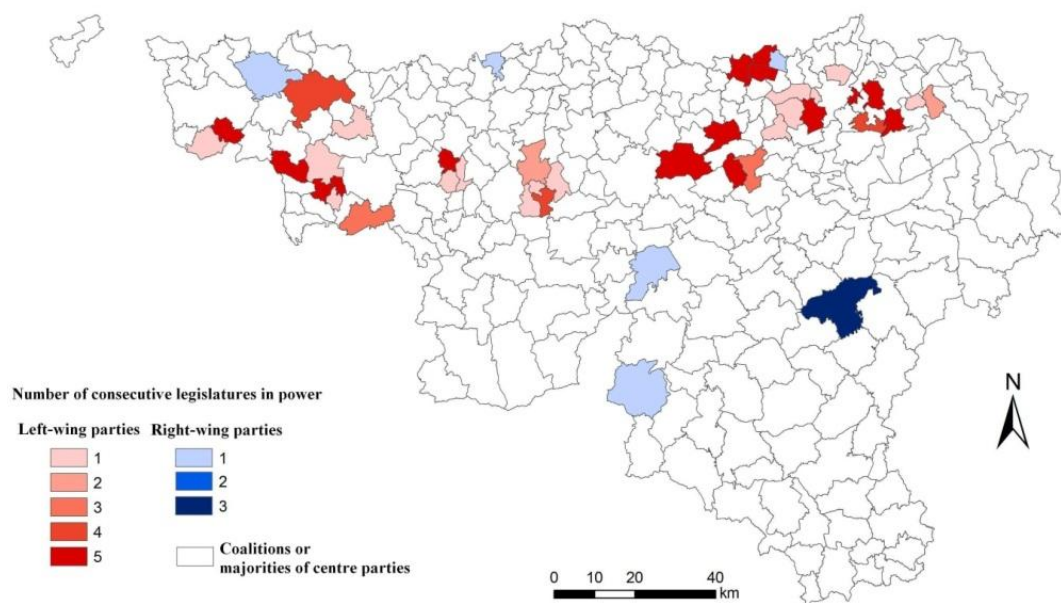 Number of consecutive legislatures in power
Left-wing parties
Right-wing parties
1
2
3
4
5
1
2
3
Coalitions or
majorities of centre parties
N
0 10 20 40
km